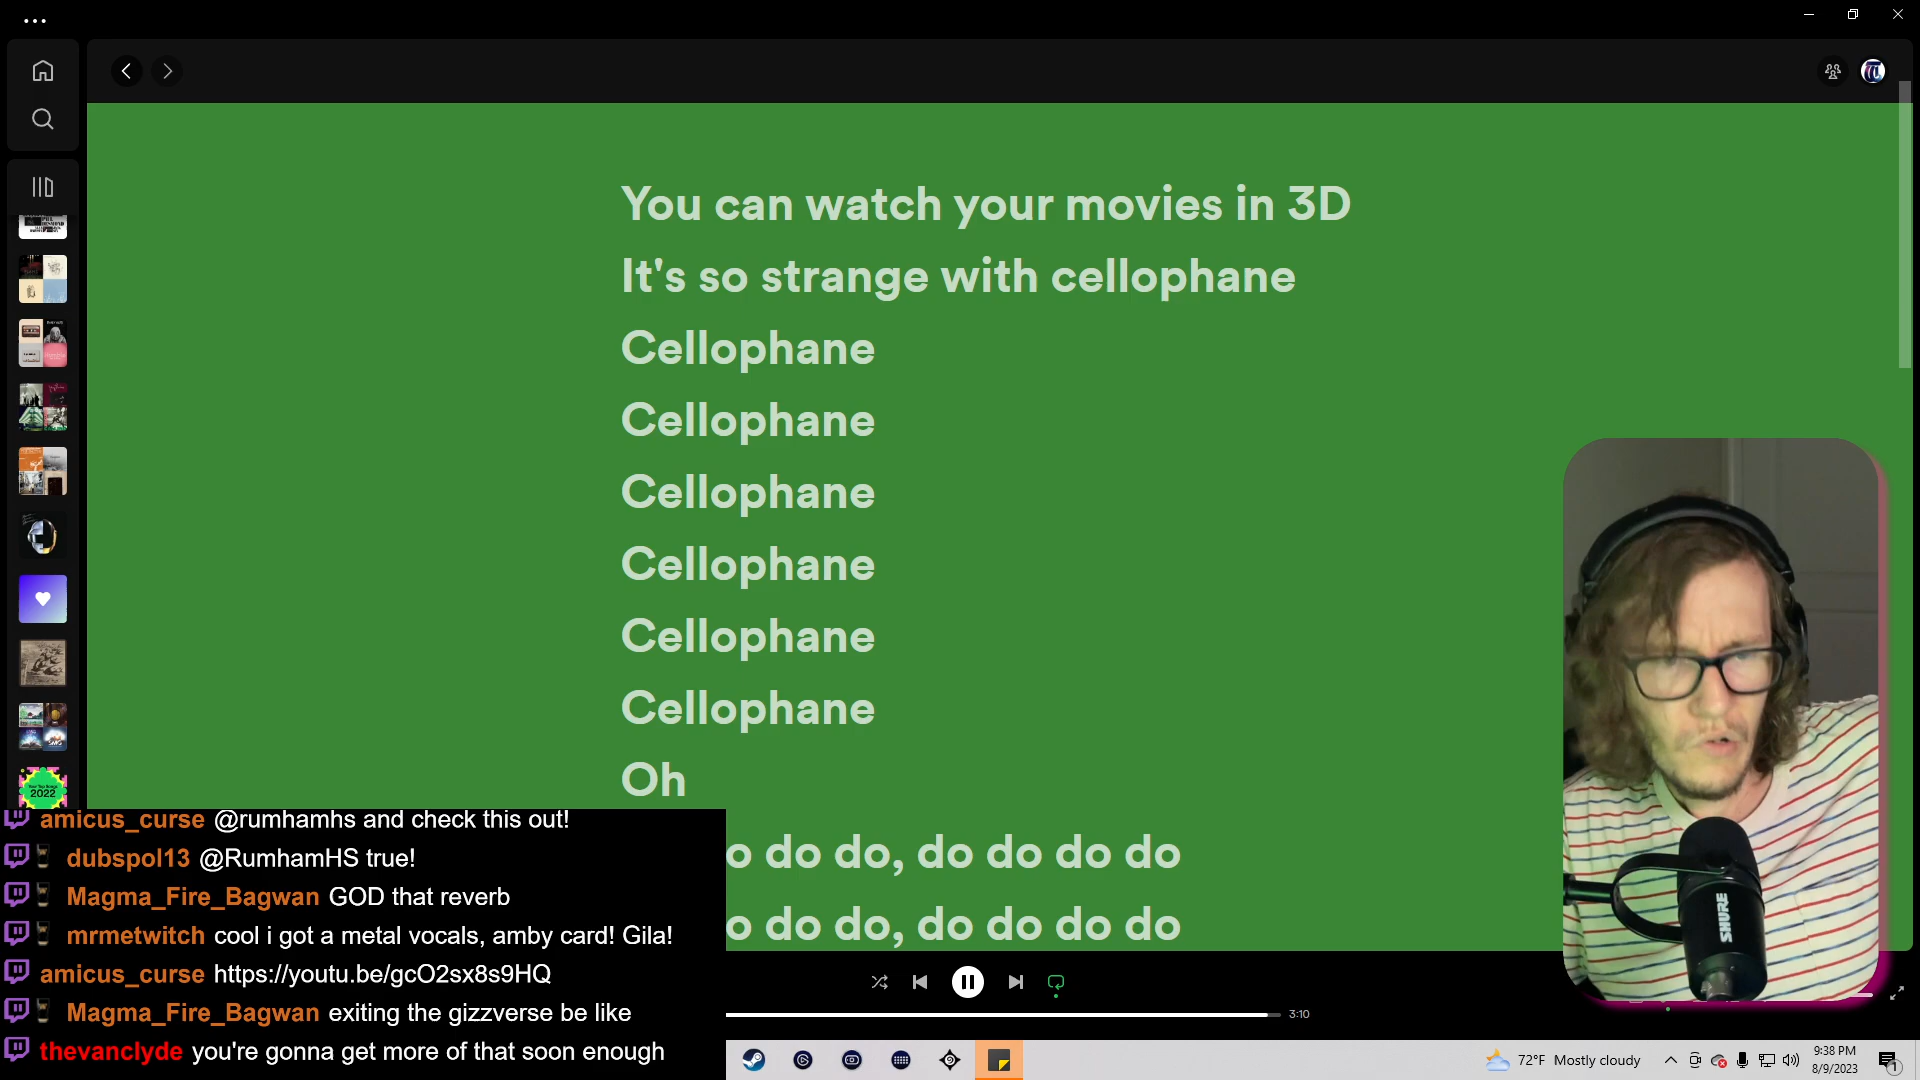 You can watch your movies in 3D
It's so strange with cellophane
Cellophane
Cellophane
Cellophane
Cellophane
Cellophane
Cellophane
Oh
2022
amicus_curse @rumhamhs and check this out!
o do do, do do do do
dubspol13 @RumhamHS true!
Magma_Fire_Bagwan GOD that reverb
o do do, do do do do
mrmetwitch cool i got a metal vocals, amby card! Gila!
amicus_curse https://youtu.be/gcO2sx8s9HQ
Magma_Fire_Bagwan exiting the gizzverse be like
3:10
thevanclyde you're gonna get more of that soon enough
SHURE
72°F Mostly cloudy
9:38 PM
8/9/2023
1